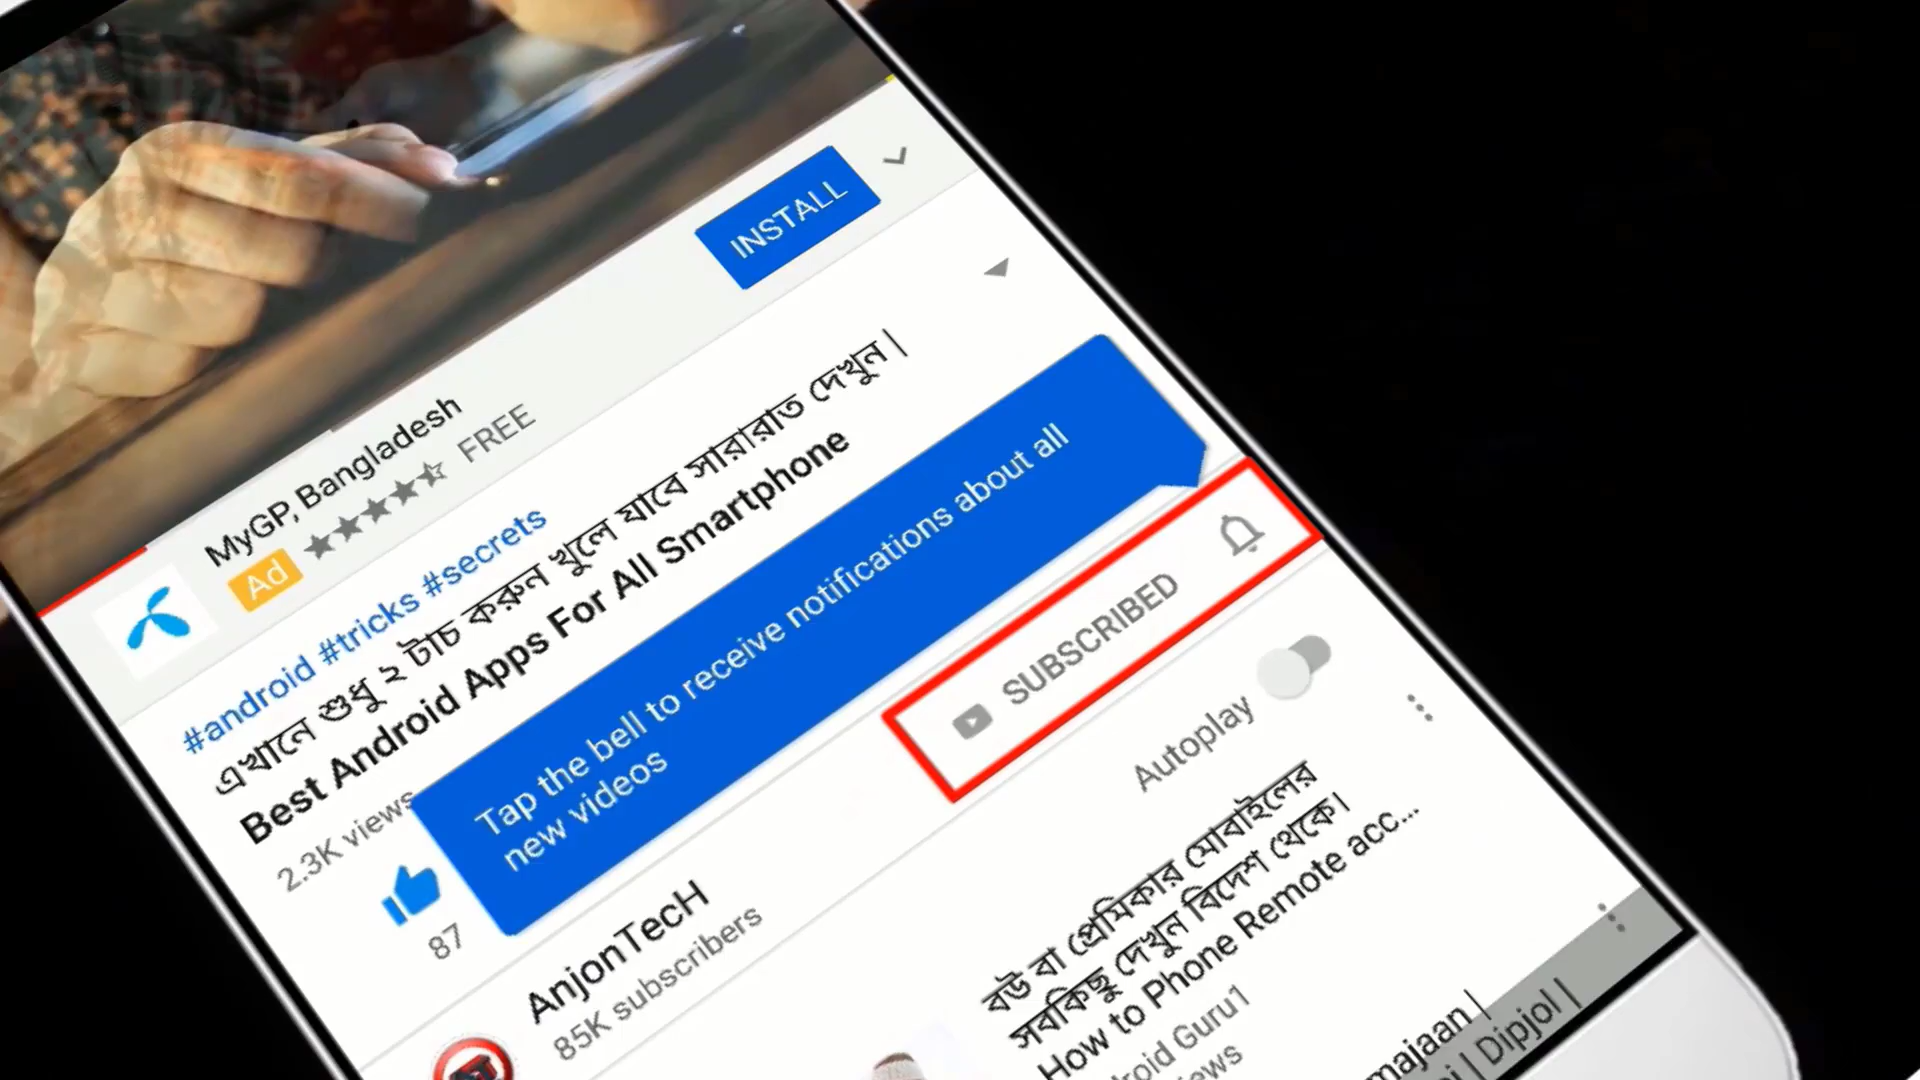 INSTALL
MyGP, Bangladesh
Ad
FREE
#android #tricks #secrets
এখানে শুধু ২ টাচ করুন খুলে যাবে সারারাত দেখুন |
Best Android Apps For All Smartphone
2.3K views
87
Tap the bell to receive notifications about all
new videos
AnjonTecH
85K subscribers
SUBSCRIBED
Autoplay
বউ বা প্রেমিকার মোবাইলের
সবকিছু দেখুন বিদেশ থেকে।
How to Phone Remote acc...
Guru1
| Dipjol |